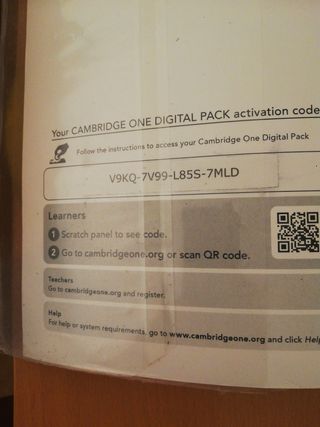 Your CAMBRIDGE ONE DIGITAL PACK activation code
Follow the instructions to access your Cambridge One Digital Pack
V9KQ-7V99-L85S-7MLD
Learners
1 Scratch panel to see code.
2 Go to cambridgeone.org or scan QR code.
Teachers
Go to cambridgeone.org and register.
Help
For help or system requirements, go to www.cambridgeone.org and click Help